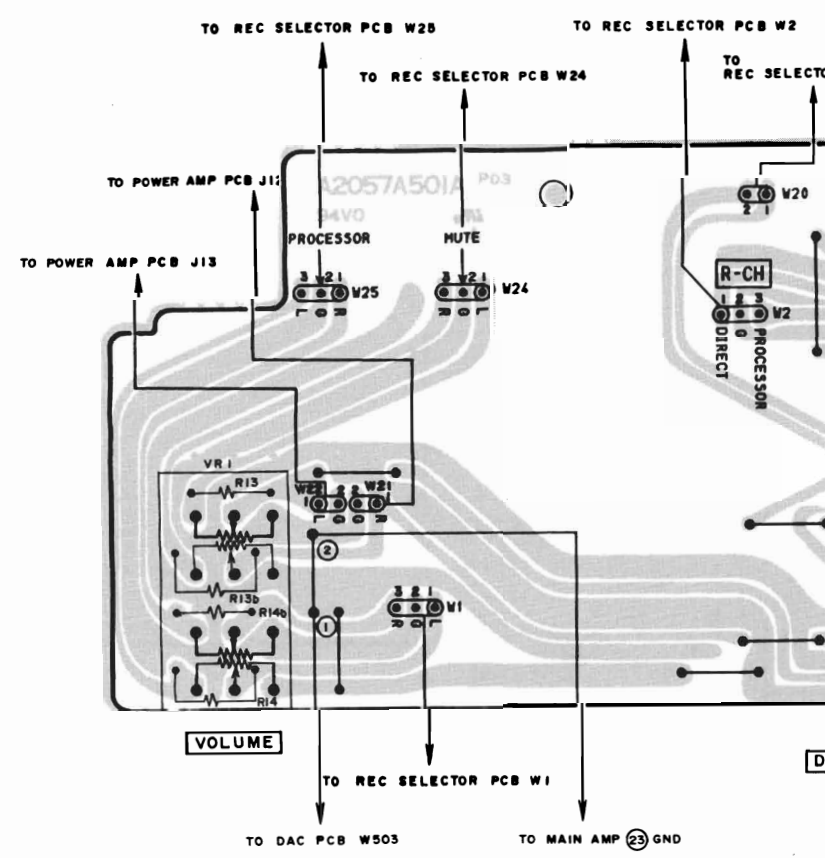 TO REC SELECTOR PCB W25
TO REC SELECTOR PCB W2
TO REC SELECTOR PCB W24
TO
REC SELECTO
TO POWER AMP PCB J12
A2057A501A P03
94V0
W20
2 1
PROCESSOR
MUTE
TO POWER AMP PCB J13
3 2 1
W25
L G R
3 2 1
W24
R G L
R-CH
1 2 3
W2
DIRECT
G
PROCESSOR
VR1
R13
W22
W21
1 2 2 1
L G G R
2
R13b
R14b
1
3 2 1
W1
R G L
R14
VOLUME
D
TO REC SELECTOR PCB W1
TO DAC PCB W503
TO MAIN AMP 23 GND